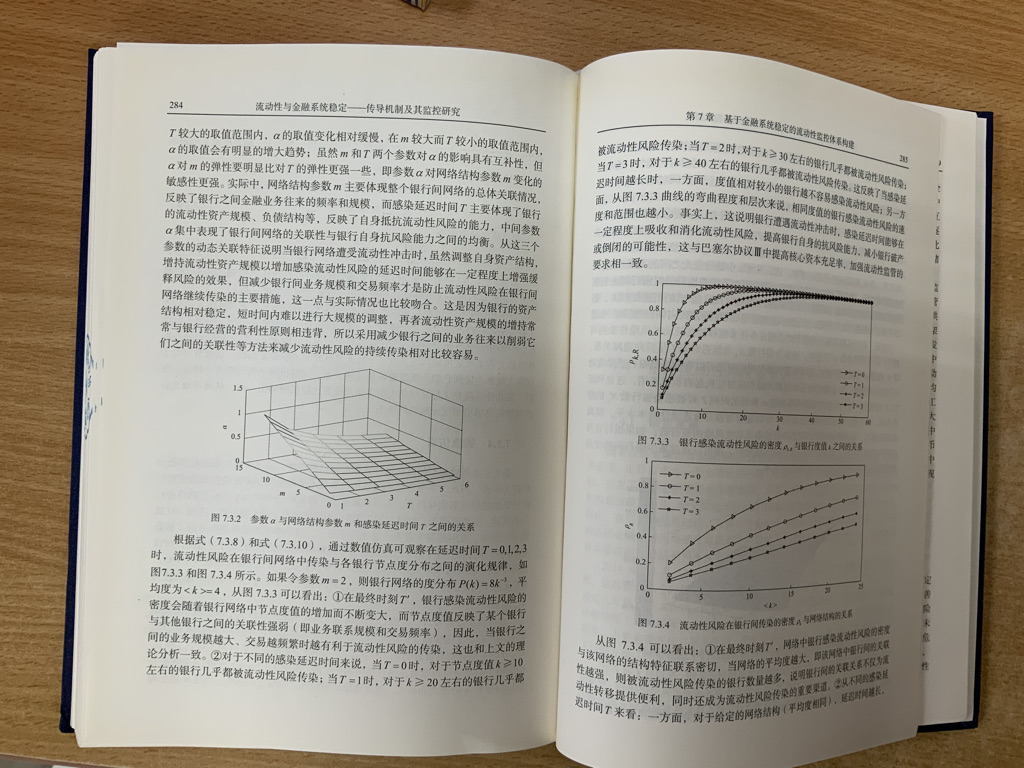 284
流动性与金融系统稳定——传导机制及其监控研究
T 较大的取值范围内，α 的取值变化相对缓慢，在 m 较大而 T 较小的取值范围内，
α 的取值会有明显的增大趋势；虽然 m 和 T 两个参数对 α 的影响具有互补性，但
α 对 m 的弹性要明显比对 T 的弹性更强一些，即参数 α 对网络结构参数 m 变化的
敏感性更强。实际中，网络结构参数 m 主要体现整个银行间网络的总体关联情况，
反映了银行之间金融业务往来的频率和规模，而感染延迟时间 T 主要体现了银行
的流动性资产规模、负债结构等，反映了自身抵抗流动性风险的能力，中间参数
α 集中表现了银行间网络的关联性与银行自身抗风险能力之间的均衡。从这三个
参数的动态关联特征说明当银行网络遭受流动性冲击时，虽然调整自身资产结构，
增持流动性资产规模以增加感染流动性风险的延迟时间能够在一定程度上增强缓
释风险的效果，但减少银行间业务规模和交易频率才是防止流动性风险在银行间
网络继续传染的主要措施，这一点与实际情况也比较吻合。这是因为银行的资产
结构相对稳定，短时间内难以进行大规模的调整，再者流动性资产规模的增持常
常与银行经营的营利性原则相违背，所以采用减少银行之间的业务往来以削弱它
们之间的关联性等方法来减少流动性风险的持续传染相对比较容易。
1.5
1
α
0.5
0
15
10
m
5
0 1 2 3 T 4 5 6
图 7.3.2 参数 α 与网络结构参数 m 和感染延迟时间 T 之间的关系
根据式（7.3.8）和式（7.3.10），通过数值仿真可观察在延迟时间 T = 0,1,2,3
时，流动性风险在银行间网络中传染与各银行节点度分布之间的演化规律，如
图7.3.3 和图 7.3.4 所示。如果令参数 m = 2，则银行网络的度分布 P(k) = 8k⁻³，平
均度为 < k >= 4，从图 7.3.3 可以看出：①在最终时刻 T′，银行感染流动性风险的
密度会随着银行网络中节点度值的增加而不断变大，而节点度值反映了某个银行
与其他银行之间的关联性强弱（即业务联系规模和交易频率），因此，当银行之
间的业务规模越大、交易越频繁时越有利于流动性风险的传染，这也和上文的理
论分析一致。②对于不同的感染延迟时间来说，当 T = 0时，对于节点度值 k ≥ 10
左右的银行几乎都被流动性风险传染；当 T = 1时，对于 k ≥ 20 左右的银行几乎都
第 7 章 基于金融系统稳定的流动性监控体系构建
285
被流动性风险传染；当 T = 2 时，对于 k ≥ 30 左右的银行几乎都被流动性风险传染；
当 T = 3 时，对于 k ≥ 40 左右的银行几乎都被流动性风险传染。这反映了当感染延
迟时间越长时，一方面，度值相对较小的银行越不容易感染流动性风险；另一方
面，从图 7.3.3 曲线的弯曲程度和层次来说，相同度值的银行感染流动性风险的速
度和范围也越小。事实上，这说明银行遭遇流动性冲击时，感染延迟时间能够在
一定程度上吸收和消化流动性风险，提高银行自身的抗风险能力，减小银行破产
或倒闭的可能性，这与巴塞尔协议Ⅲ中提高核心资本充足率，加强流动性监管的
要求相一致。
1
0.8
0.6
ρk,R
0.4
0.2
0
T = 0
T = 1
T = 2
T = 3
0 10 20 30 40 50 60
k
图 7.3.3 银行感染流动性风险的密度 ρk,R 与银行度值 k 之间的关系
1
0.8
0.6
0.4
0.2
0
T = 0
T = 1
T = 2
T = 3
0 5 10 15 20 25
< k >
图 7.3.4 流动性风险在银行间传染的密度 与网络结构的关系
从图 7.3.4 可以看出：①在最终时刻 T′，网络中银行感染流动性风险的密度
与该网络的结构特征联系密切，当网络的平均度越大，即该网络中银行间的关联
性越强，则被流动性风险传染的银行数量越多，说明银行间的关联关系不仅为流
动性转移提供便利，同时还成为流动性风险传染的重要渠道。②从不同的感染延
迟时间 T 来看：一方面，对于给定的网络结构（平均度相同），延迟时间越长，